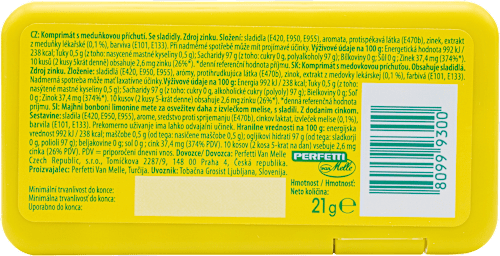 CZ: Komprimát s meduňkovou příchutí. Se sladidly. Zdroj zinku. Složení: sladidla (E420, E950, E955), aromata, protispékavá látka (E470b), zinek, extrakt
z meduňky lékařské (0,1%), barviva (E101, E133). Při nadměrné spotřebě může mít projímavé účinky. Výživové údaje na 100 g: Energetická hodnota 992 kJ /
238 kcal; Tuky 0,5 g (z toho nasycené mastné kyseliny 0,5 g); Sacharidy 97 g (z toho: cukry 0 g, polyalkoholy 97 g); Bílkoviny 0 g; Sůl 0 g; Zinek 37,4 mg (374%*).
10 kusů (2 kusy 5-krát) obsahuje 2,6 mg zinku (26%*). *denní referenční hodnota příjmu. SK: Komprimát s medovkovou príchuťou. Obsahuje sladidlá.
Zdroj zinku. Zloženie: sladidlá (E420, E950, E955), arómy, protihrudkujúca látka (E470b), zinok, extrakt z medovky lekárskej (0,1%), farbivá (E101, E133).
Nadmerná spotreba môže mať laxatívne účinky. Výživové údaje na 100 g: Energetická hodnota 992 kJ / 238 kcal; Tuky 0,5 g (z toho
nasýtené mastné kyseliny 0,5 g); Sacharidy 97 g (z toho: cukry 0 g, alkoholické cukry (polyoly) 97 g); Bielkoviny 0 g; Soľ
0 g; Zinok 37,4 mg (374%*). 10 kusov (2 kusy 5-krát) obsahuje 2,6 mg zinku (26%*). *denná referenčná hodnota
príjmu. SI: Majhni bonboni limonine mete za osvežitev daha z izvlečkom melise, s sladili. Z dodanim cinkom.
Sestavine: sladila (E420, E950, E955), arome, sredstvo proti sprijemanju (E470b), cinkov laktat, izvleček melise (0,1%),
barvila (E101, E133). Prekomerno uživanje ima lahko odvajalni učinek. Hranilne vrednosti na 100 g: energijska
vrednost 992 kJ / 238 kcal; maščobe 0,5 g (od tega: nasičene maščobe 0,5 g); ogljikovi hidrati 97 g (od tega: sladkorji
0 g, polioli 97 g); beljakovine 0 g; sol 0 g; cink 37,4 mg (374% PDV). 10 kosov (2 kosa 5-krat na dan) vsebuje 2,6 mg
cinka (26% PDV). PDV – priporočeni dnevni vnos. Dovozce/ Dovozca: Perfetti Van Melle
Czech Republic, s.r.o., Tomíčkova 2287/9, 148 00 Praha 4, Česká republika.
Proizvajalec: Perfetti Van Melle, Turčija. Uvoznik: Tobačna Grosist Ljubljana, Slovenija.
PERFETTI
van Melle
Minimální trvanlivost do konce:
Minimálna trvanlivosť do konca:
Uporabno do konca:
Hmotnost / Hmotnosť:
Neto količina:
21 g e
8099 9300